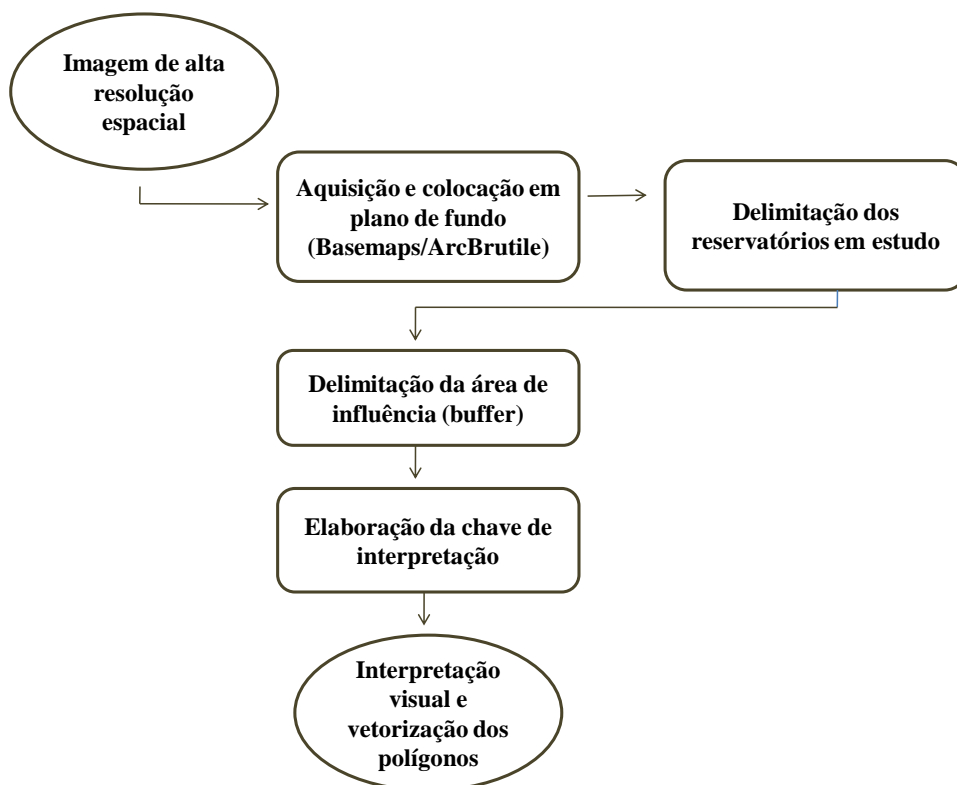 Imagem de alta
resolução
espacial
Aquisição e colocação em
plano de fundo
(Basemaps/ArcBrutile)
Delimitação dos
reservatórios em estudo
Delimitação da área de
influência (buffer)
Elaboração da chave de
interpretação
Interpretação
visual e
vetorização dos
polígonos